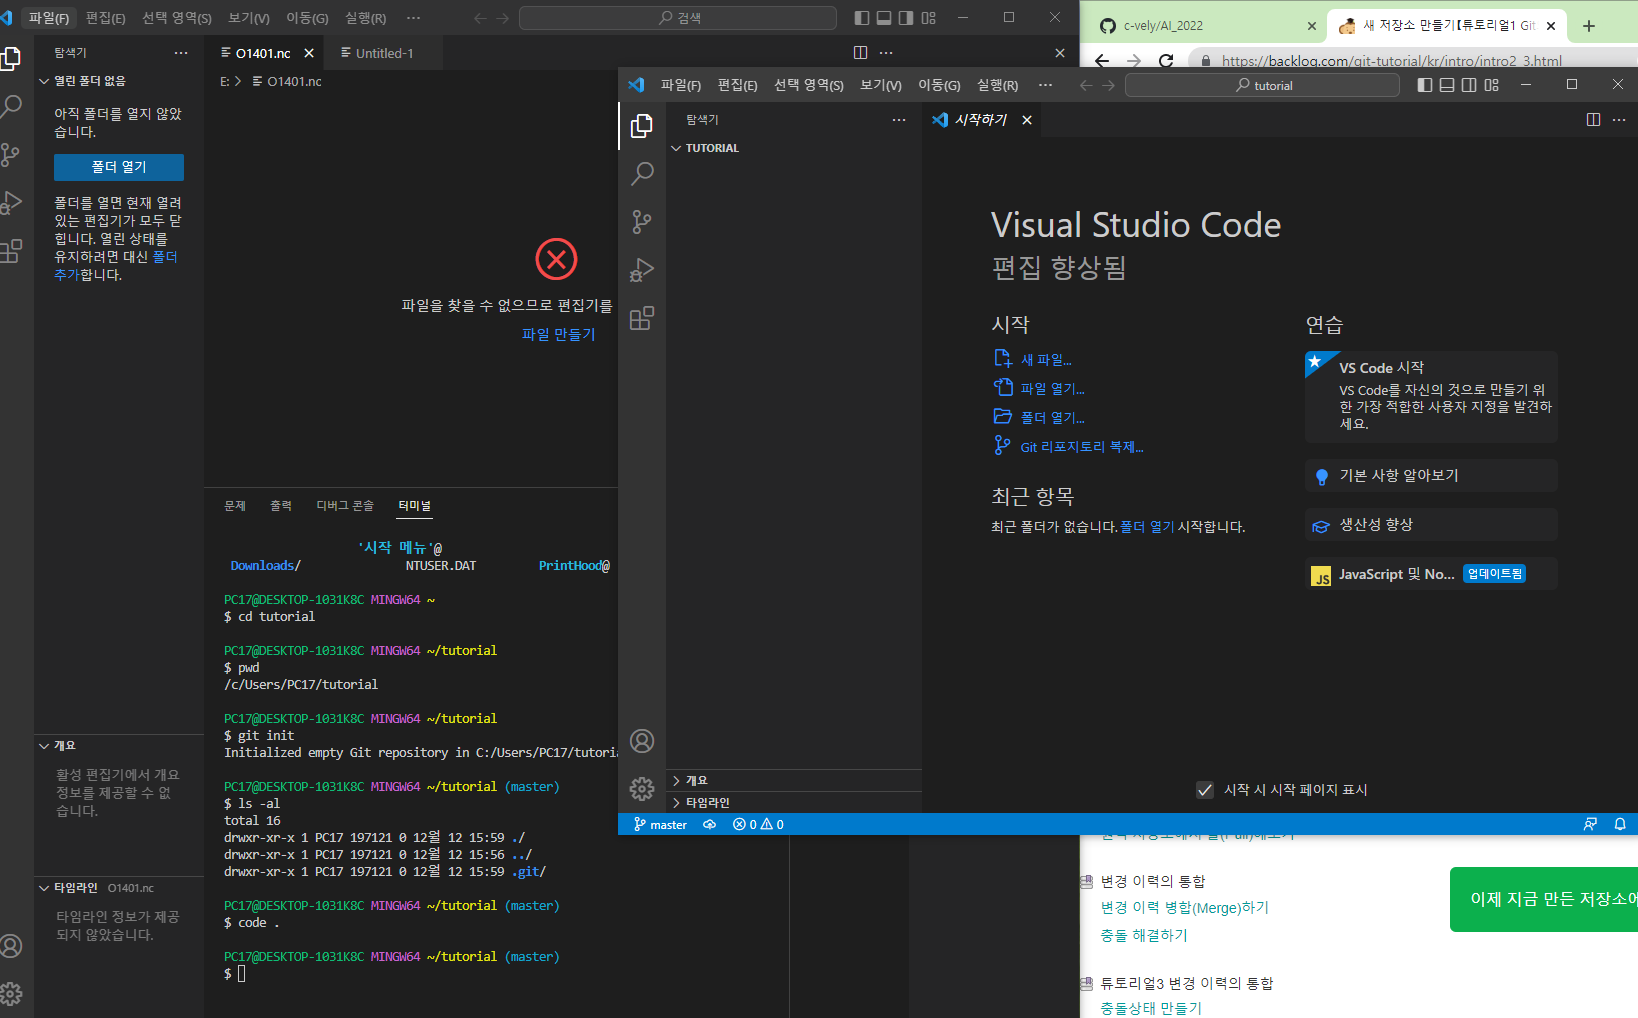 파일(F) 편집(E) 선택 영역(S) 보기(V) 이동(G) 실행(R) ··· 검색
탐색기 ···
O1401.nc
Untitled-1
열린 폴더 없음
E: > O1401.nc
아직 폴더를 열지 않았
습니다.
폴더 열기
폴더를 열면 현재 열려
있는 편집기가 모두 닫
힙니다. 열린 상태를
유지하려면 대신 폴더
추가합니다.
파일을 찾을 수 없으므로 편집기를
파일 만들기
문제 출력 디버그 콘솔 터미널
'시작 메뉴'@
Downloads/ NTUSER.DAT PrintHood@
PC17@DESKTOP-1031K8C MINGW64 ~
$ cd tutorial
PC17@DESKTOP-1031K8C MINGW64 ~/tutorial
$ pwd
/c/Users/PC17/tutorial
PC17@DESKTOP-1031K8C MINGW64 ~/tutorial
$ git init
Initialized empty Git repository in C:/Users/PC17/tutoria
PC17@DESKTOP-1031K8C MINGW64 ~/tutorial (master)
$ ls -al
total 16
drwxr-xr-x 1 PC17 197121 0 12월 12 15:59 ./
drwxr-xr-x 1 PC17 197121 0 12월 12 15:56 ../
drwxr-xr-x 1 PC17 197121 0 12월 12 15:59 .git/
PC17@DESKTOP-1031K8C MINGW64 ~/tutorial (master)
$ code .
PC17@DESKTOP-1031K8C MINGW64 ~/tutorial (master)
$
개요
활성 편집기에서 개요
정보를 제공할 수 없
습니다.
타임라인 O1401.nc
타임라인 정보가 제공
되지 않았습니다.
c-vely/AI_2022
새 저장소 만들기【튜토리얼1 Git
https://backlog.com/git-tutorial/kr/intro/intro2_3.html
파일(F) 편집(E) 선택 영역(S) 보기(V) 이동(G) 실행(R) ··· tutorial
탐색기 ···
시작하기
TUTORIAL
Visual Studio Code
편집 향상됨
시작
새 파일...
파일 열기...
폴더 열기...
Git 리포지토리 복제...
최근 항목
최근 폴더가 없습니다. 폴더 열기 시작합니다.
연습
VS Code 시작
VS Code를 자신의 것으로 만들기 위
한 가장 적합한 사용자 지정을 발견하
세요.
기본 사항 알아보기
생산성 향상
JS JavaScript 및 No... 업데이트됨
시작 시 시작 페이지 표시
개요
타임라인
master 0 0
변경 이력의 통합
변경 이력 병합(Merge)하기
충돌 해결하기
이제 지금 만든 저장소에
튜토리얼3 변경 이력의 통합
충돌상태 만들기